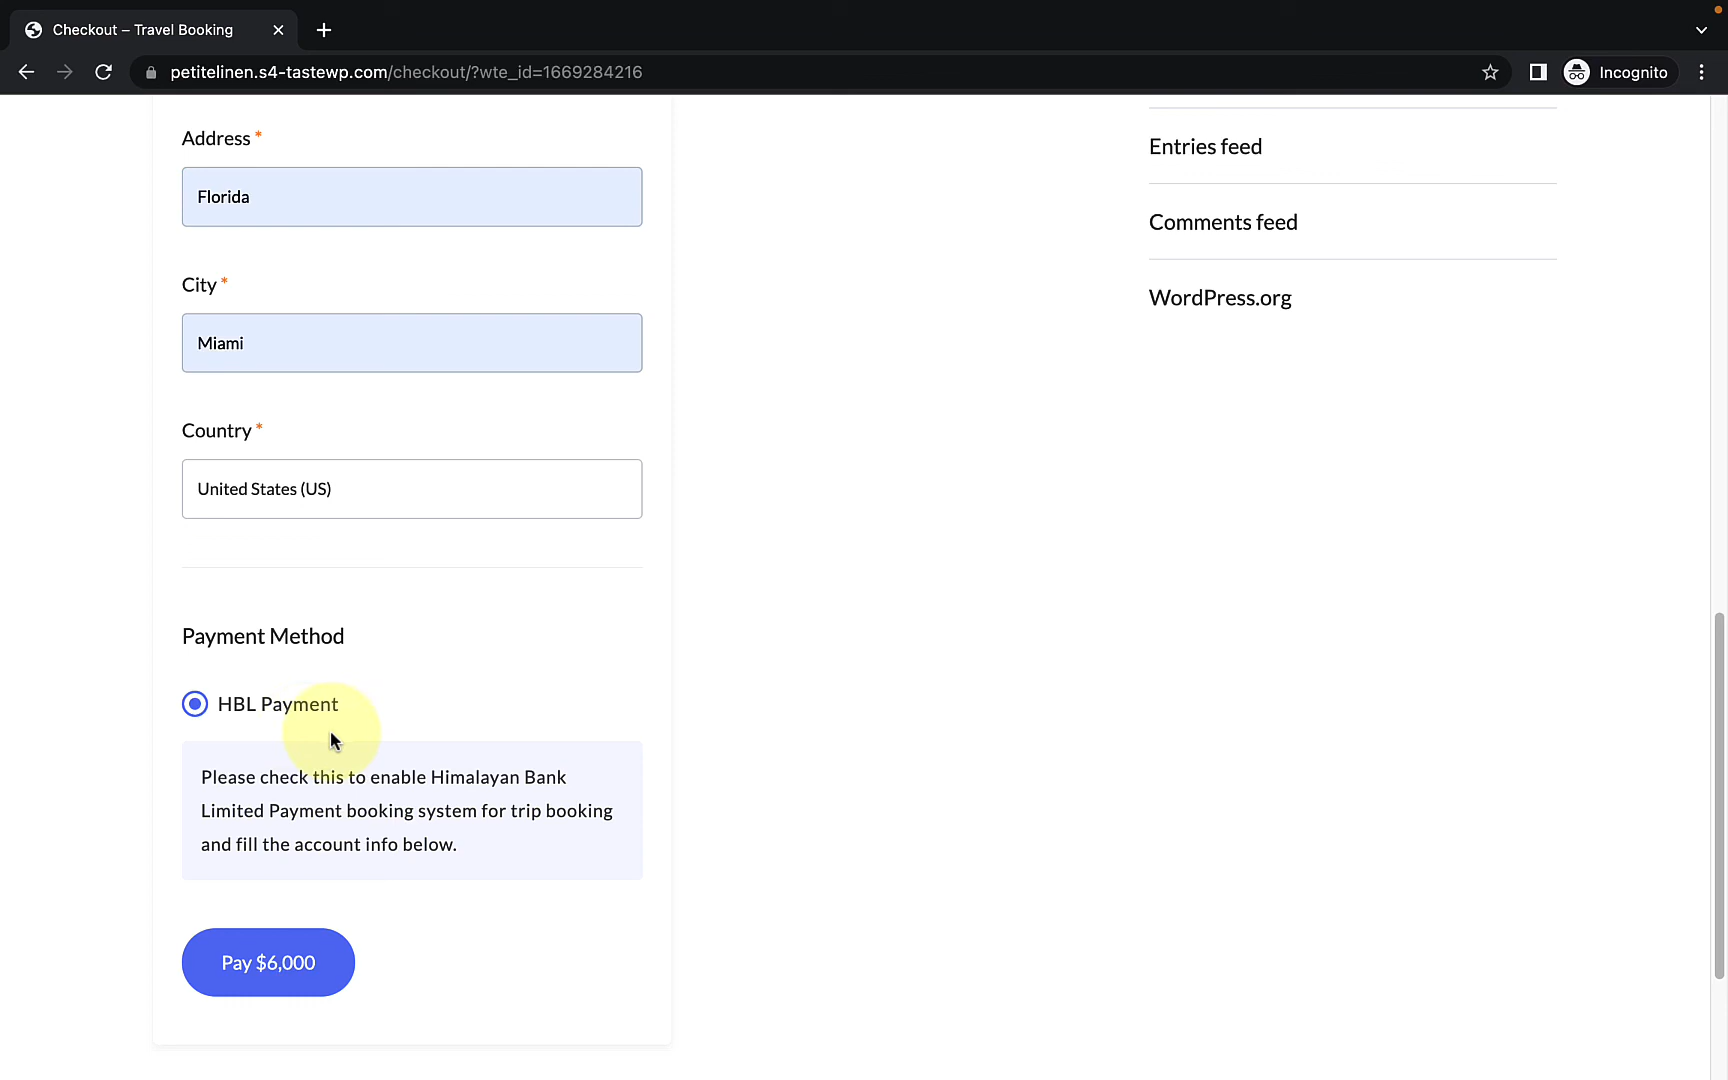 Checkout – Travel Booking
petitelinen.s4-tastewp.com/checkout/?wte_id=1669284216
Incognito
Address *
Florida
City *
Miami
Country *
United States (US)
Payment Method
HBL Payment
Please check this to enable Himalayan Bank
Limited Payment booking system for trip booking
and fill the account info below.
Pay $6,000
Entries feed
Comments feed
WordPress.org